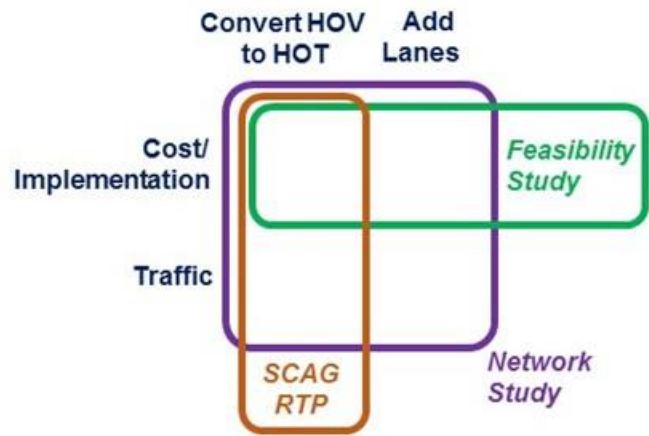 Convert HOV
to HOT
Add
Lanes
Cost/
Implementation
Feasibility
Study
Traffic
SCAG
RTP
Network
Study